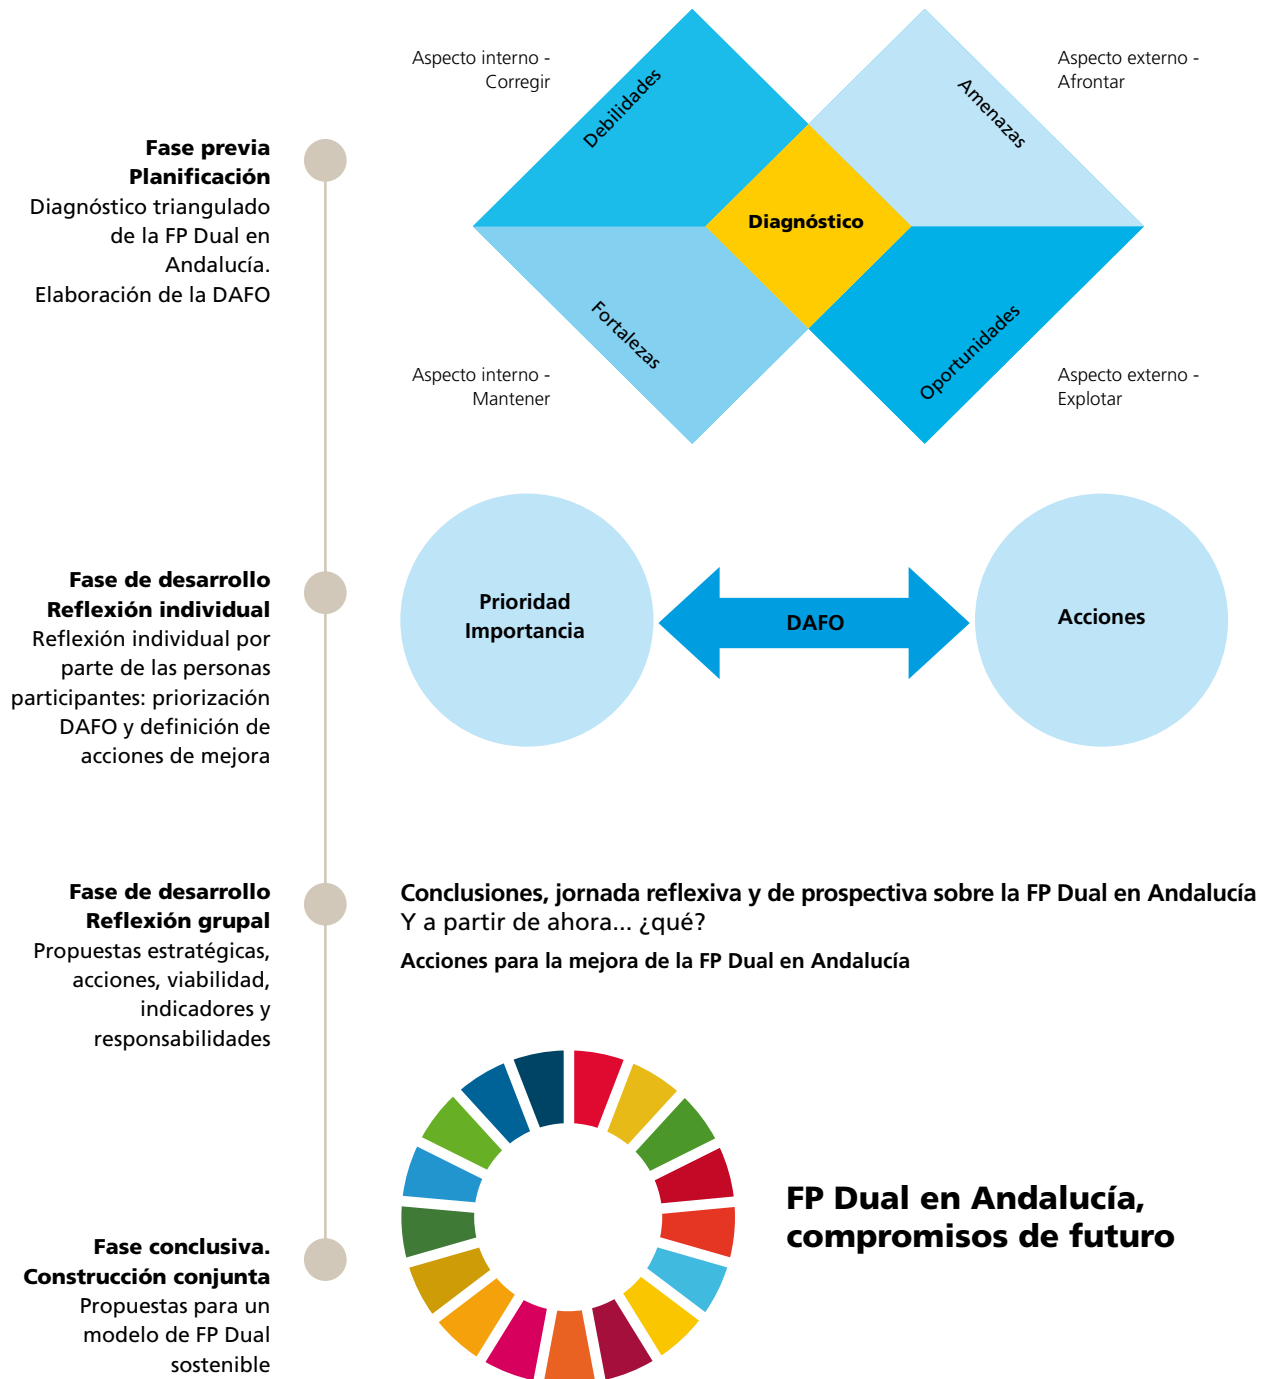 Aspecto interno -
Corregir
Debilidades
Amenazas
Aspecto externo -
Afrontar
Fase previa
Planificación
Diagnóstico triangulado
de la FP Dual en
Andalucía.
Elaboración de la DAFO
Diagnóstico
Fortalezas
Oportunidades
Aspecto interno -
Mantener
Aspecto externo -
Explotar
Fase de desarrollo
Reflexión individual
Reflexión individual por
parte de las personas
participantes: priorización
DAFO y definición de
acciones de mejora
Prioridad
Importancia
DAFO
Acciones
Fase de desarrollo
Reflexión grupal
Propuestas estratégicas,
acciones, viabilidad,
indicadores y
responsabilidades
Conclusiones, jornada reflexiva y de prospectiva sobre la FP Dual en Andalucía
Y a partir de ahora... ¿qué?
Acciones para la mejora de la FP Dual en Andalucía
Fase conclusiva.
Construcción conjunta
Propuestas para un
modelo de FP Dual
sostenible
FP Dual en Andalucía,
compromisos de futuro